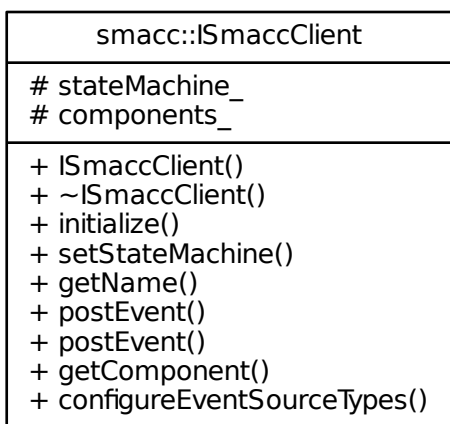 smacc::ISmaccClient
# stateMachine_
# components_
+ ISmaccClient()
+ ~ISmaccClient()
+ initialize()
+ setStateMachine()
+ getName()
+ postEvent()
+ postEvent()
+ getComponent()
+ configureEventSourceTypes()